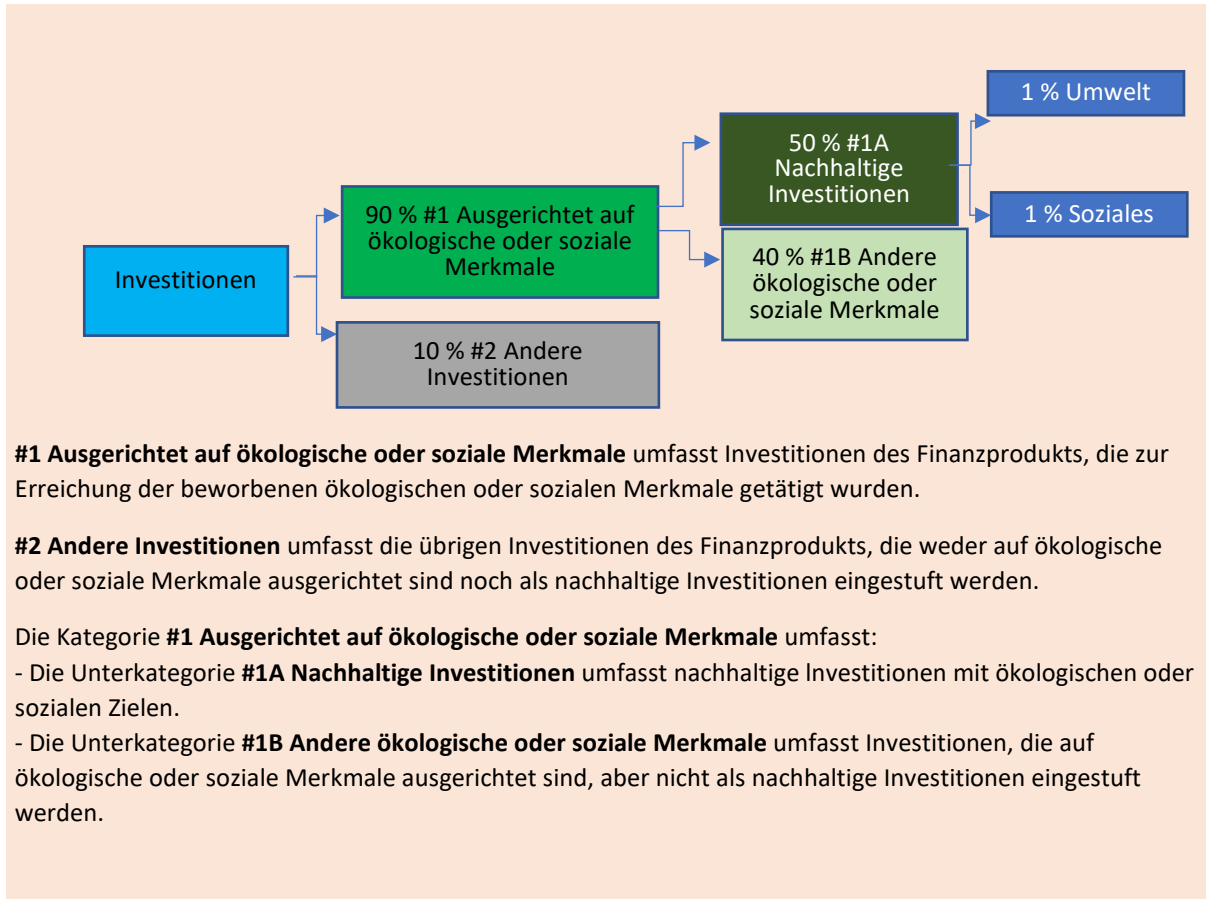 1 % Umwelt
50 % #1A
Nachhaltige
Investitionen
90 % #1 Ausgerichtet auf
ökologische oder soziale
Merkmale
1 % Soziales
Investitionen
40 % #1B Andere
ökologische oder
soziale Merkmale
10 % #2 Andere
Investitionen
#1 Ausgerichtet auf ökologische oder soziale Merkmale umfasst Investitionen des Finanzprodukts, die zur
Erreichung der beworbenen ökologischen oder sozialen Merkmale getätigt wurden.
#2 Andere Investitionen umfasst die übrigen Investitionen des Finanzprodukts, die weder auf ökologische
oder soziale Merkmale ausgerichtet sind noch als nachhaltige Investitionen eingestuft werden.
Die Kategorie #1 Ausgerichtet auf ökologische oder soziale Merkmale umfasst:
- Die Unterkategorie #1A Nachhaltige Investitionen umfasst nachhaltige lnvestitionen mit ökologischen oder
sozialen Zielen.
- Die Unterkategorie #1B Andere ökologische oder soziale Merkmale umfasst Investitionen, die auf
ökologische oder soziale Merkmale ausgerichtet sind, aber nicht als nachhaltige Investitionen eingestuft
werden.